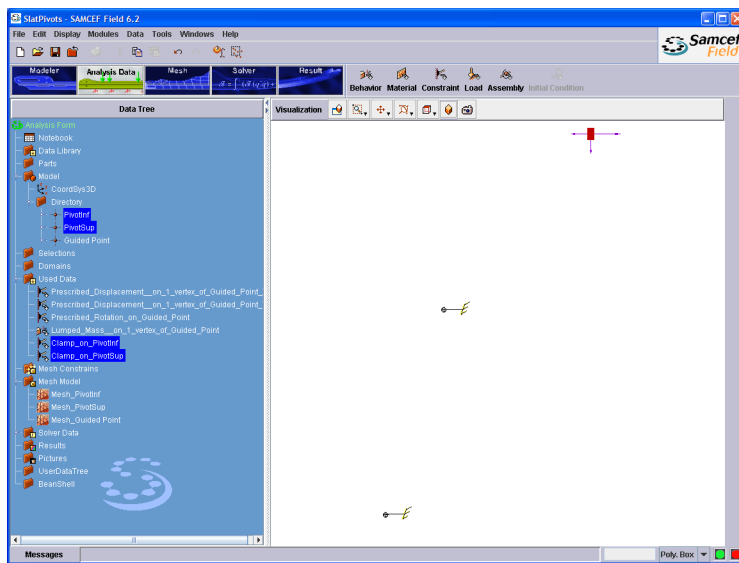 SlatPivots - SAMCEF Field 6.2
File Edit Display Modules Data Tools Windows Help
Samcef
Field
Modeler Analysis Data Mesh Solver Result
Behavior Material Constraint Load Assembly Initial Condition
Data Tree
Visualization
Analysis Form
Notebook
Data Library
Parts
Model
CoordSys3D
Directory
PivotInf
PivotSup
Guided Point
Selections
Domains
Used Data
Prescribed_Displacement__on_1_vertex_of_Guided_Point_
Prescribed_Displacement__on_1_vertex_of_Guided_Point_
Prescribed_Rotation_on_Guided_Point
Lumped_Mass__on_1_vertex_of_Guided_Point
Clamp_on_PivotInf
Clamp_on_PivotSup
Mesh Constrains
Mesh Model
Mesh_PivotInf
Mesh_PivotSup
Mesh_Guided Point
Solver Data
Results
Pictures
UserDataTree
BeanShell
Messages
Poly. Box